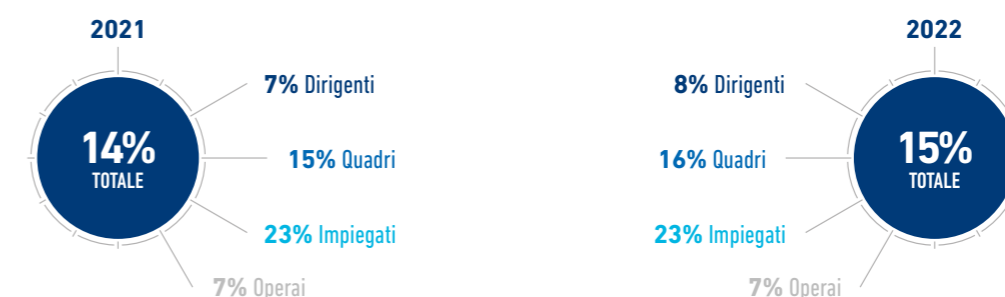 2021
14%
TOTALE
7% Dirigenti
15% Quadri
23% Impiegati
7% Operai
2022
8% Dirigenti
16% Quadri
23% Impiegati
7% Operai
15%
TOTALE